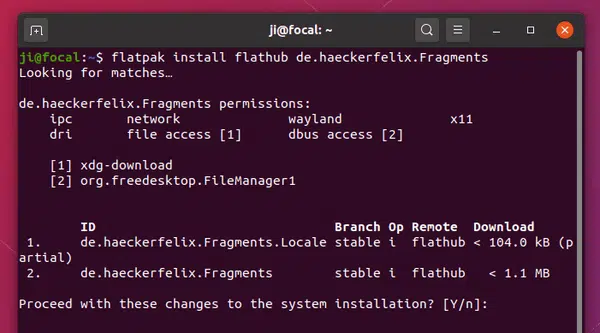 ji@focal: ~
ji@focal:~$ flatpak install flathub de.haeckerfelix.Fragments
Looking for matches…
de.haeckerfelix.Fragments permissions:
ipc network wayland x11
dri file access [1] dbus access [2]
[1] xdg-download
[2] org.freedesktop.FileManager1
ID Branch Op Remote Download
1. de.haeckerfelix.Fragments.Locale stable i flathub < 104.0 kB (p
artial)
2. de.haeckerfelix.Fragments stable i flathub < 1.1 MB
Proceed with these changes to the system installation? [Y/n]: